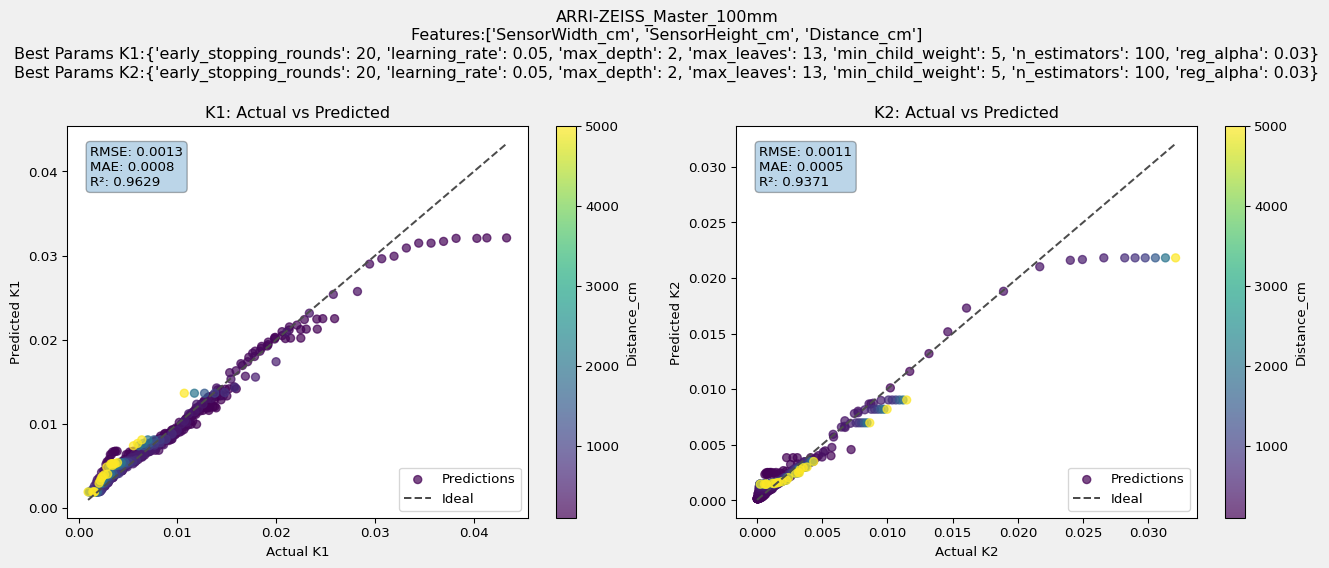 ARRI-ZEISS_Master_100mm
Features:['SensorWidth_cm', 'SensorHeight_cm', 'Distance_cm']
Best Params K1:{'early_stopping_rounds': 20, 'learning_rate': 0.05, 'max_depth': 2, 'max_leaves': 13, 'min_child_weight': 5, 'n_estimators': 100, 'reg_alpha': 0.03}
Best Params K2:{'early_stopping_rounds': 20, 'learning_rate': 0.05, 'max_depth': 2, 'max_leaves': 13, 'min_child_weight': 5, 'n_estimators': 100, 'reg_alpha': 0.03}
K1: Actual vs Predicted
RMSE: 0.0013
MAE: 0.0008
R²: 0.9629
0.04
0.03
0.02
0.01
0.00
Predicted K1
0.00 0.01 0.02 0.03 0.04
Actual K1
Predictions
Ideal
5000
4000
3000
2000
1000
Distance_cm
K2: Actual vs Predicted
RMSE: 0.0011
MAE: 0.0005
R²: 0.9371
0.030
0.025
0.020
0.015
0.010
0.005
0.000
Predicted K2
0.000 0.005 0.010 0.015 0.020 0.025 0.030
Actual K2
Predictions
Ideal
5000
4000
3000
2000
1000
Distance_cm